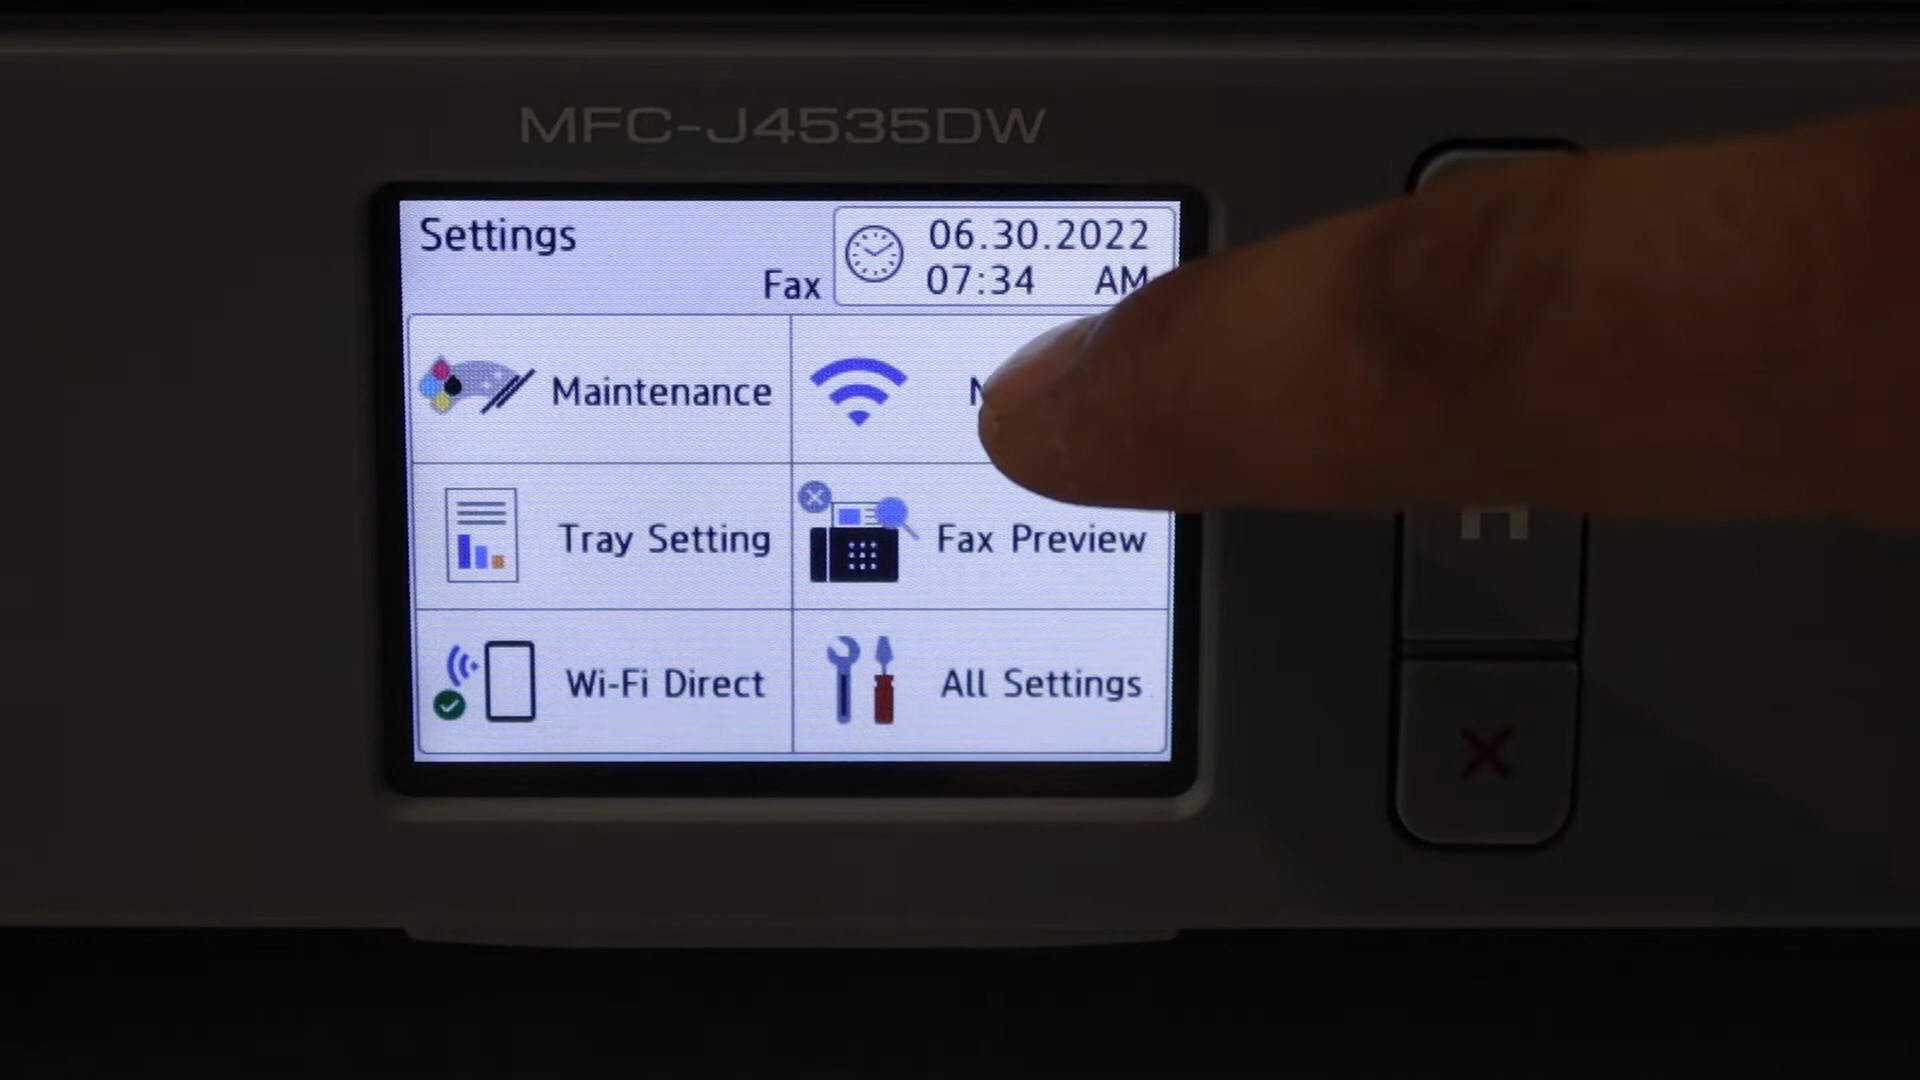 MFC-J4535DW
Settings
06.30.2022
Fax
07:34 AM
Maintenance
Tray Setting
Fax Preview
Wi-Fi Direct
All Settings